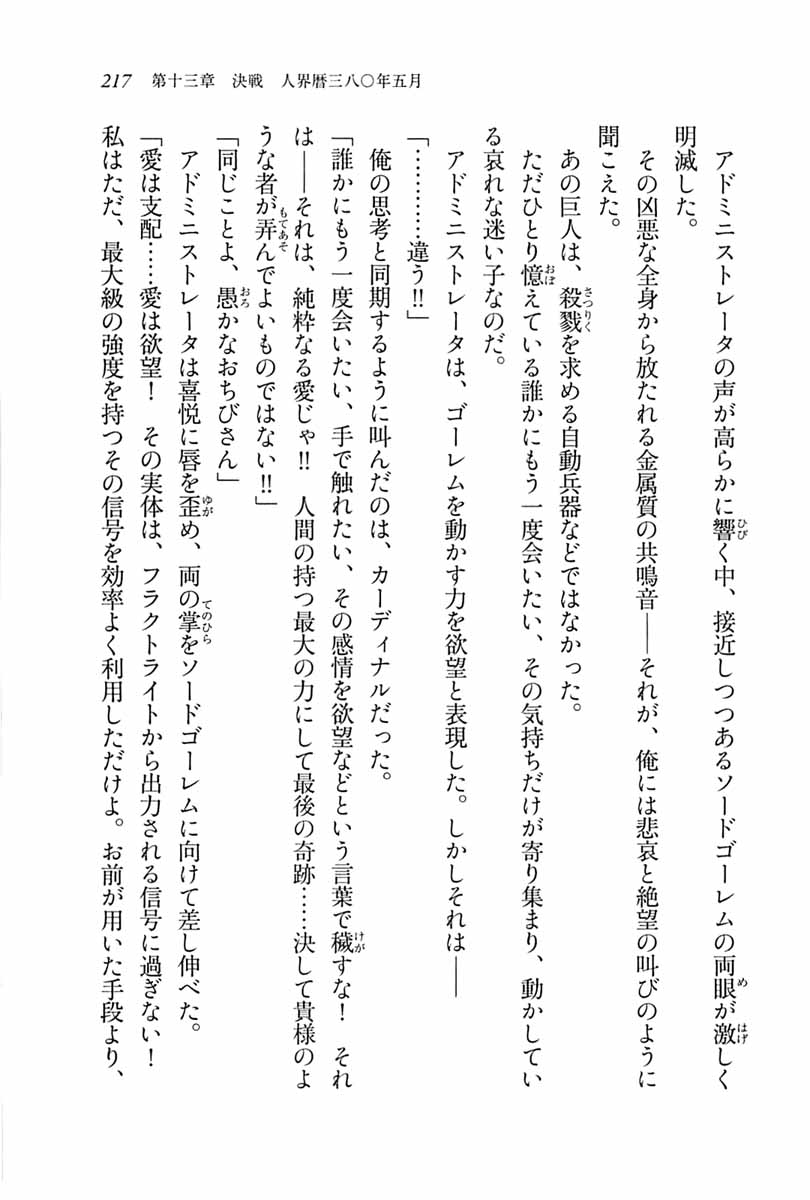 217　第十三章　決戦　人界暦三八〇年五月
　アドミニストレータの声が高らかに響く中、接近しつつあるソードゴーレムの両眼が激しく
明滅した。
　その凶悪な全身から放たれる金属質の共鳴音――それが、俺には悲哀と絶望の叫びのように
聞こえた。
　あの巨人は、殺戮を求める自動兵器などではなかった。
　ただひとり憶えている誰かにもう一度会いたい、その気持ちだけが寄り集まり、動かしてい
る哀れな迷い子なのだ。
　アドミニストレータは、ゴーレムを動かす力を欲望と表現した。しかしそれは――
「…………違う!!」
　俺の思考と同期するように叫んだのは、カーディナルだった。
「誰かにもう一度会いたい、手で触れたい、その感情を欲望などという言葉で穢すな！　それ
は――それは、純粋なる愛じゃ!!　人間の持つ最大の力にして最後の奇跡……決して貴様のよ
うな者が弄んでよいものではない!!」
「同じことよ、愚かなおちびさん」
　アドミニストレータは喜悦に唇を歪め、両の掌をソードゴーレムに向けて差し伸べた。
「愛は支配……愛は欲望！　その実体は、フラクトライトから出力される信号に過ぎない！
私はただ、最大級の強度を持つその信号を効率よく利用しただけよ。お前が用いた手段より、